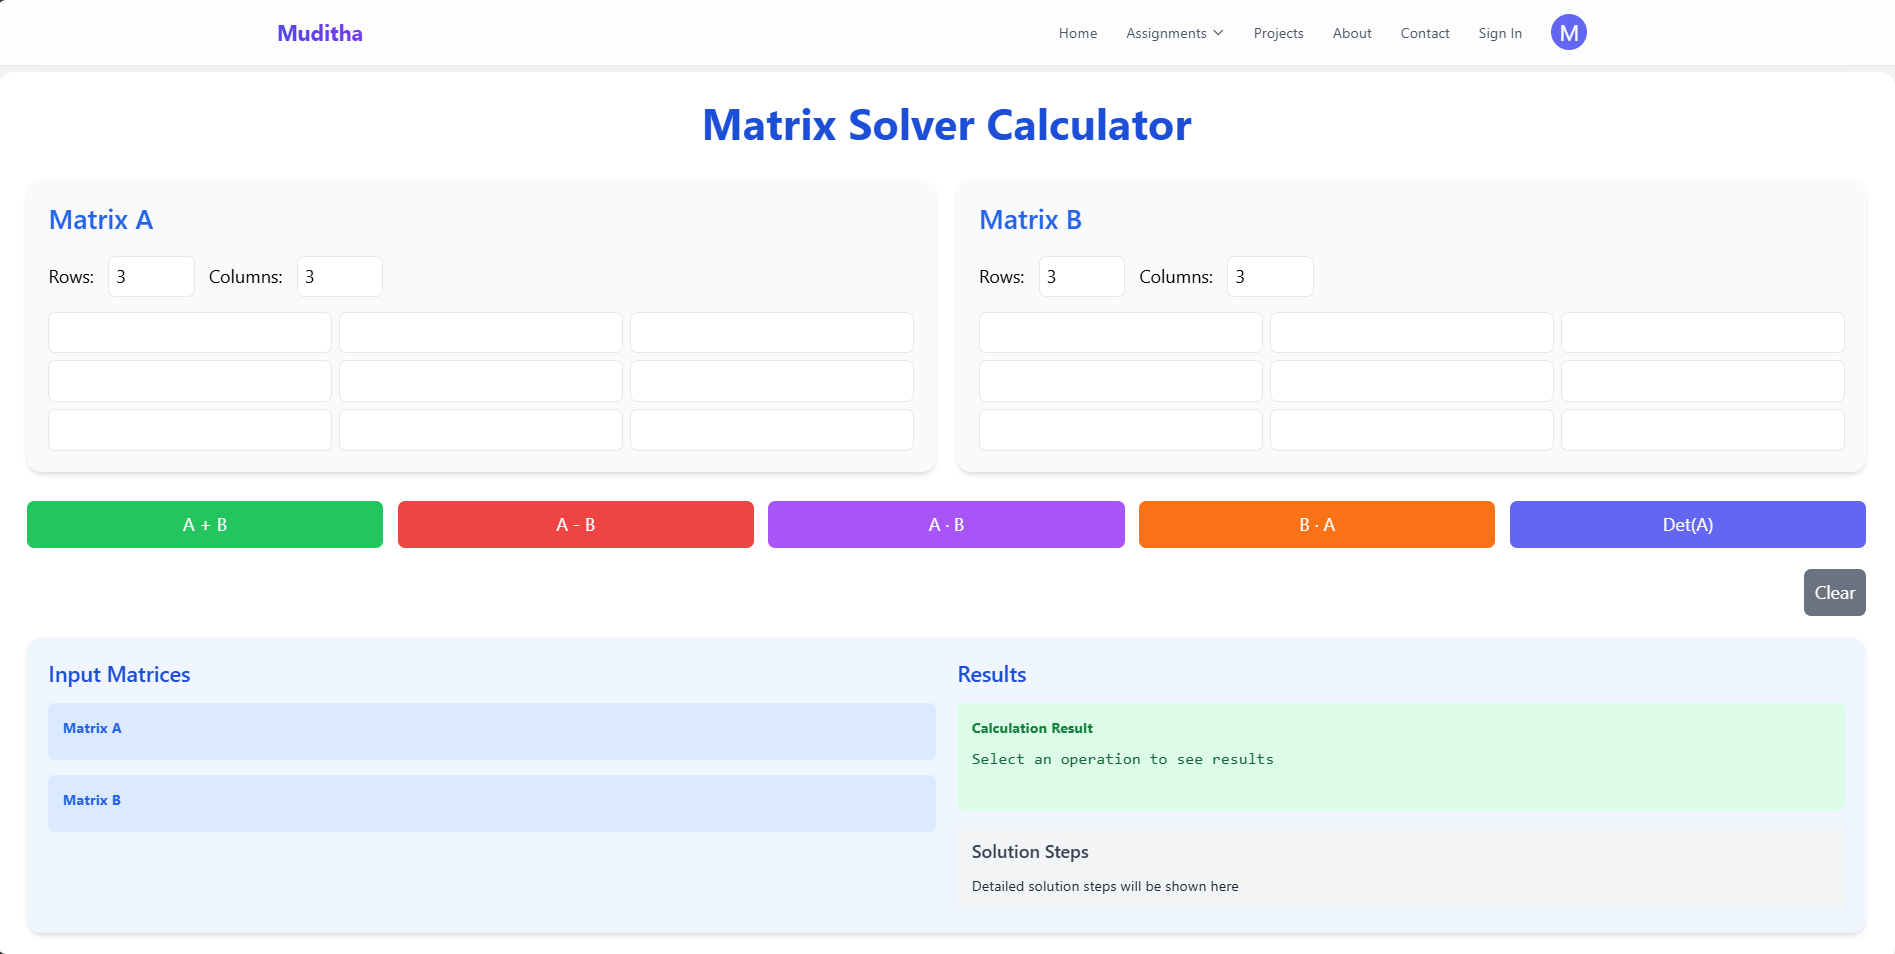 Muditha
Home Assignments Projects About Contact Sign In M
Matrix Solver Calculator
Matrix A
Rows: 3 Columns: 3
Matrix B
Rows: 3 Columns: 3
A + B
A - B
A · B
B · A
Det(A)
Clear
Input Matrices
Matrix A
Matrix B
Results
Calculation Result
Select an operation to see results
Solution Steps
Detailed solution steps will be shown here